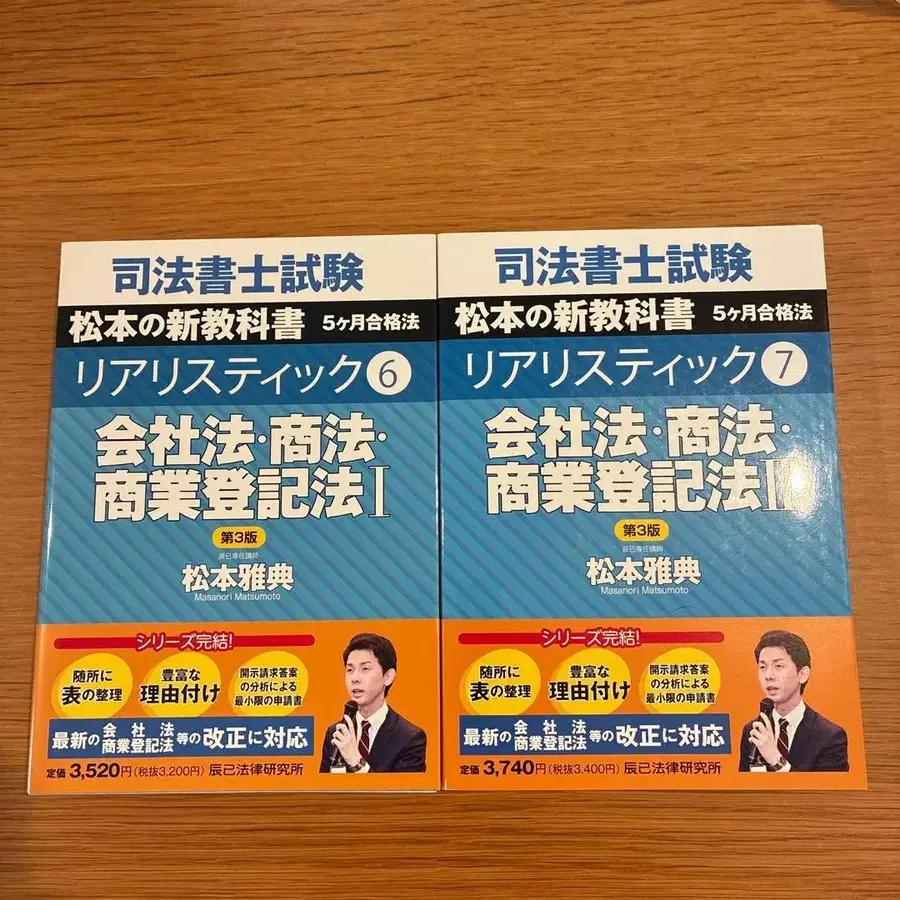 司法書士試験
松本の新教科書 5ヶ月合格法
リアリスティック 6
会社法・商法・
商業登記法Ⅰ
第3版
辰已専任講師
松本雅典
Masanori Matsumoto
シリーズ完結!
随所に
表の整理
豊富な
理由付け
開示請求答案
の分析による
最小限の申請書
最新の会社法商業登記法等の改正に対応
定価 3,520円(税抜3,200円) 辰已法律研究所
司法書士試験
松本の新教科書 5ヶ月合格法
リアリスティック 7
会社法・商法・
商業登記法Ⅱ
第3版
辰已専任講師
松本雅典
Masanori Matsumoto
シリーズ完結!
随所に
表の整理
豊富な
理由付け
開示請求答案
の分析による
最小限の申請書
最新の会社法商業登記法等の改正に対応
定価 3,740円(税抜3,400円) 辰已法律研究所